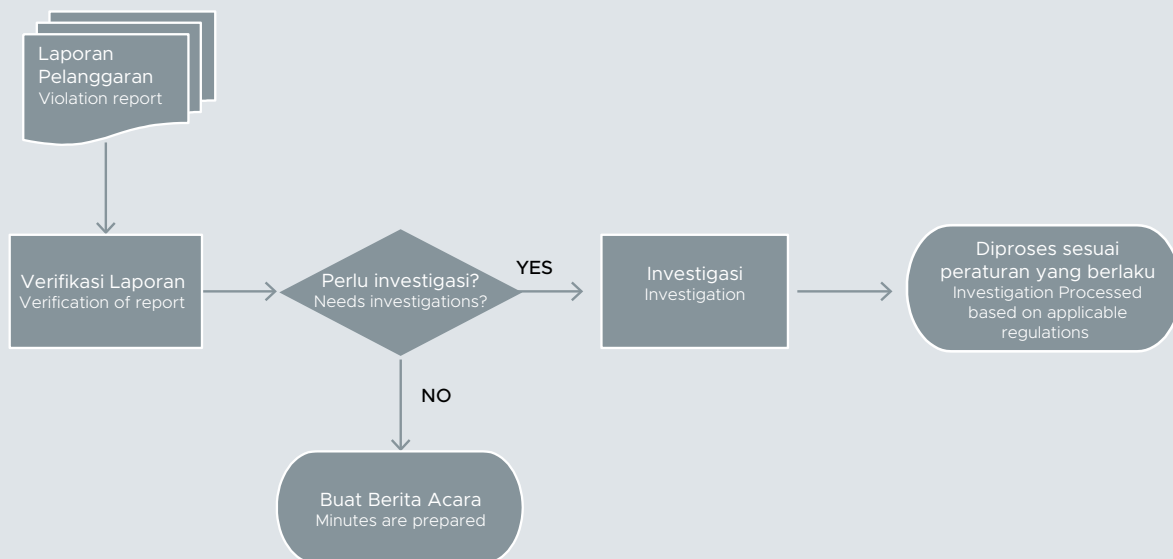 Laporan
Pelanggaran
Violation report
Verifikasi Laporan
Verification of report
Perlu investigasi?
Needs investigations?
YES
Investigasi
Investigation
Diproses sesuai
peraturan yang berlaku
Investigation Processed
based on applicable
regulations
NO
Buat Berita Acara
Minutes are prepared